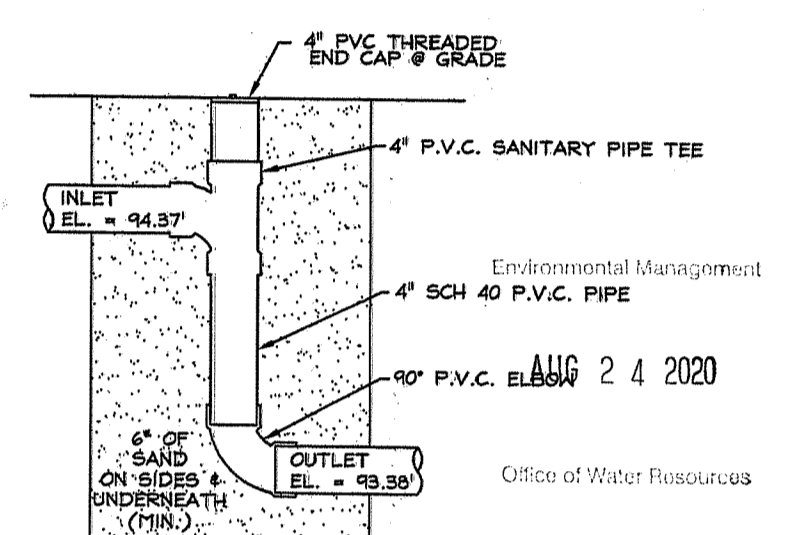 4" PVC THREADED
END CAP @ GRADE
4" P.V.C. SANITARY PIPE TEE
INLET
EL. = 94.37'
Environmental Management
4" SCH 40 P.V.C. PIPE
90° P.V.C. ELBOW
AUG 24 2020
6" OF
SAND
ON SIDES &
UNDERNEATH
(MIN.)
OUTLET
EL. = 93.38'
Office of Water Resources